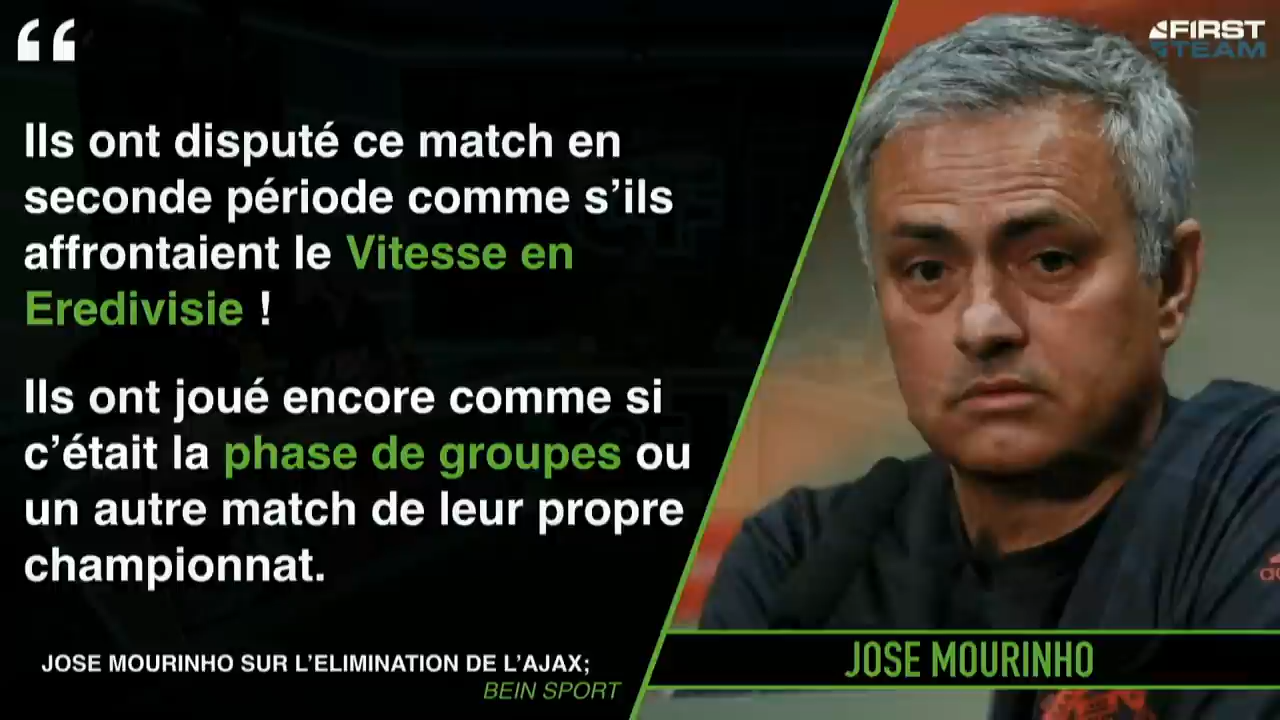 FIRST
TEAM
Ils ont disputé ce match en
seconde période comme s’ils
affrontaient le Vitesse en
Eredivisie !
Ils ont joué encore comme si
c’était la phase de groupes ou
un autre match de leur propre
championnat.
JOSE MOURINHO SUR L’ELIMINATION DE L’AJAX;
BEIN SPORT
JOSE MOURINHO